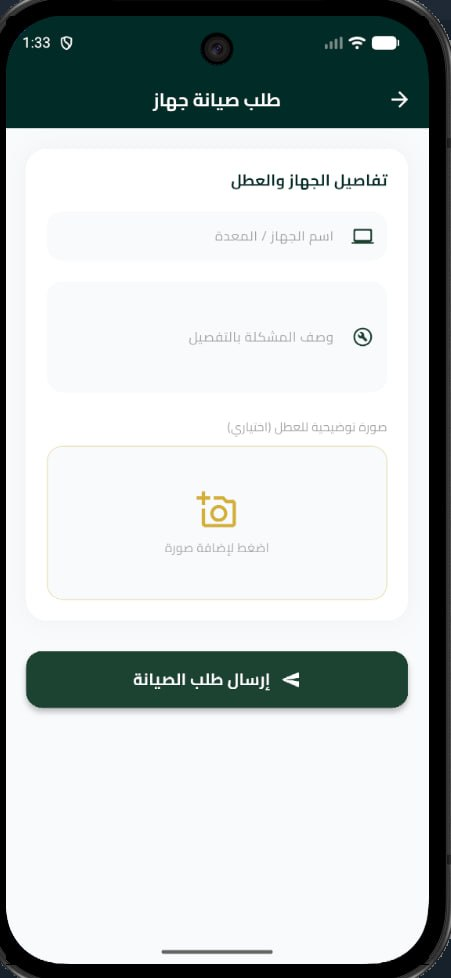 1:33
طلب صيانة جهاز
تفاصيل الجهاز والعطل
اسم الجهاز / المعدة
وصف المشكلة بالتفصيل
صورة توضيحية للعطل (اختياري)
اضغط لإضافة صورة
إرسال طلب الصيانة